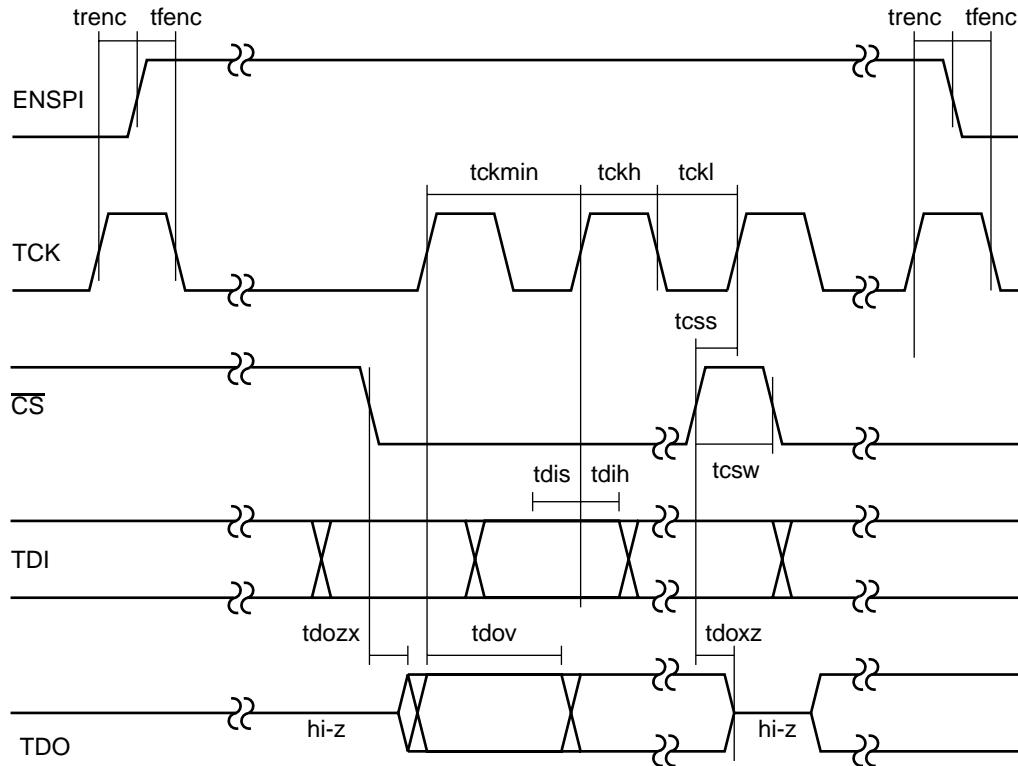 trenc tfenc trenc tfenc
ENSPI
tckmin tckh tckl
TCK
tcss
CS
tcsw
tdis tdih
TDI
tdozx tdov tdoxz
hi-z hi-z
TDO